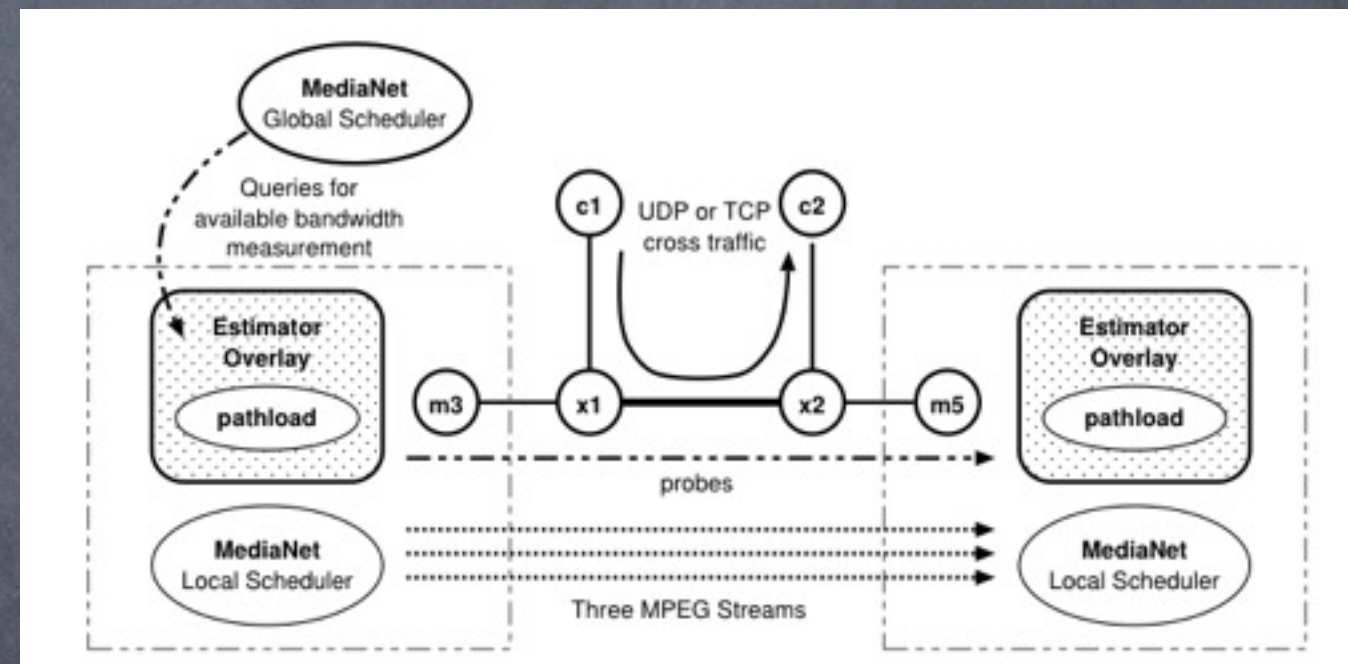 MediaNet
Global Scheduler
Queries for
available bandwidth
measurement
c1
UDP or TCP
cross traffic
c2
Estimator
Overlay
pathload
m3
x1
x2
m5
Estimator
Overlay
pathload
probes
MediaNet
Local Scheduler
Three MPEG Streams
MediaNet
Local Scheduler